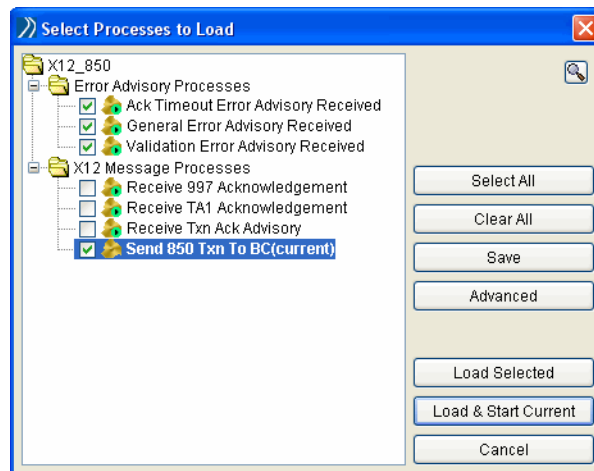 Select Processes to Load
X12_850
Error Advisory Processes
Ack Timeout Error Advisory Received
General Error Advisory Received
Validation Error Advisory Received
X12 Message Processes
Receive 997 Acknowledgement
Receive TA1 Acknowledgement
Receive Txn Ack Advisory
Send 850 Txn To BC(current)
Select All
Clear All
Save
Advanced
Load Selected
Load & Start Current
Cancel